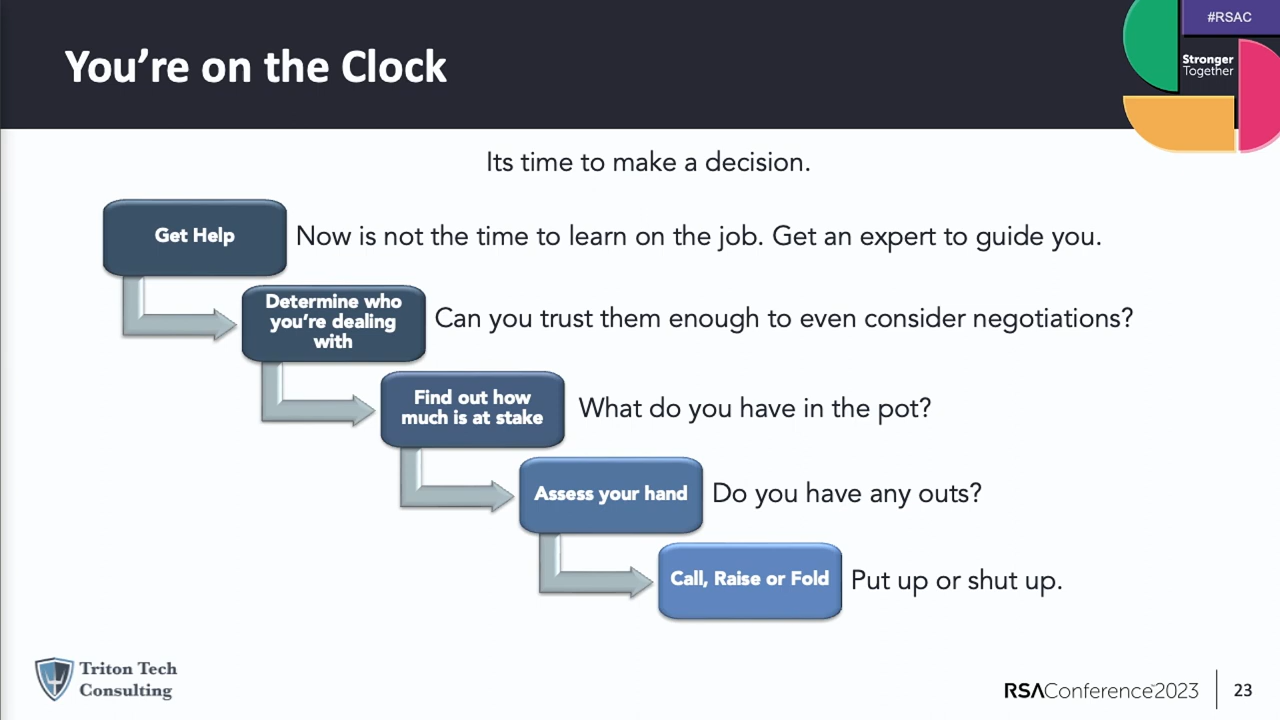 #RSAC
Stronger
Together
You're on the Clock
Its time to make a decision.
Get Help
Now is not the time to learn on the job. Get an expert to guide you.
Determine who
you're dealing
with
Can you trust them enough to even consider negotiations?
Find out how
much is at stake
What do you have in the pot?
Assess your hand
Do you have any outs?
Call, Raise or Fold
Put up or shut up.
Triton Tech
Consulting
RSAConference™2023
23